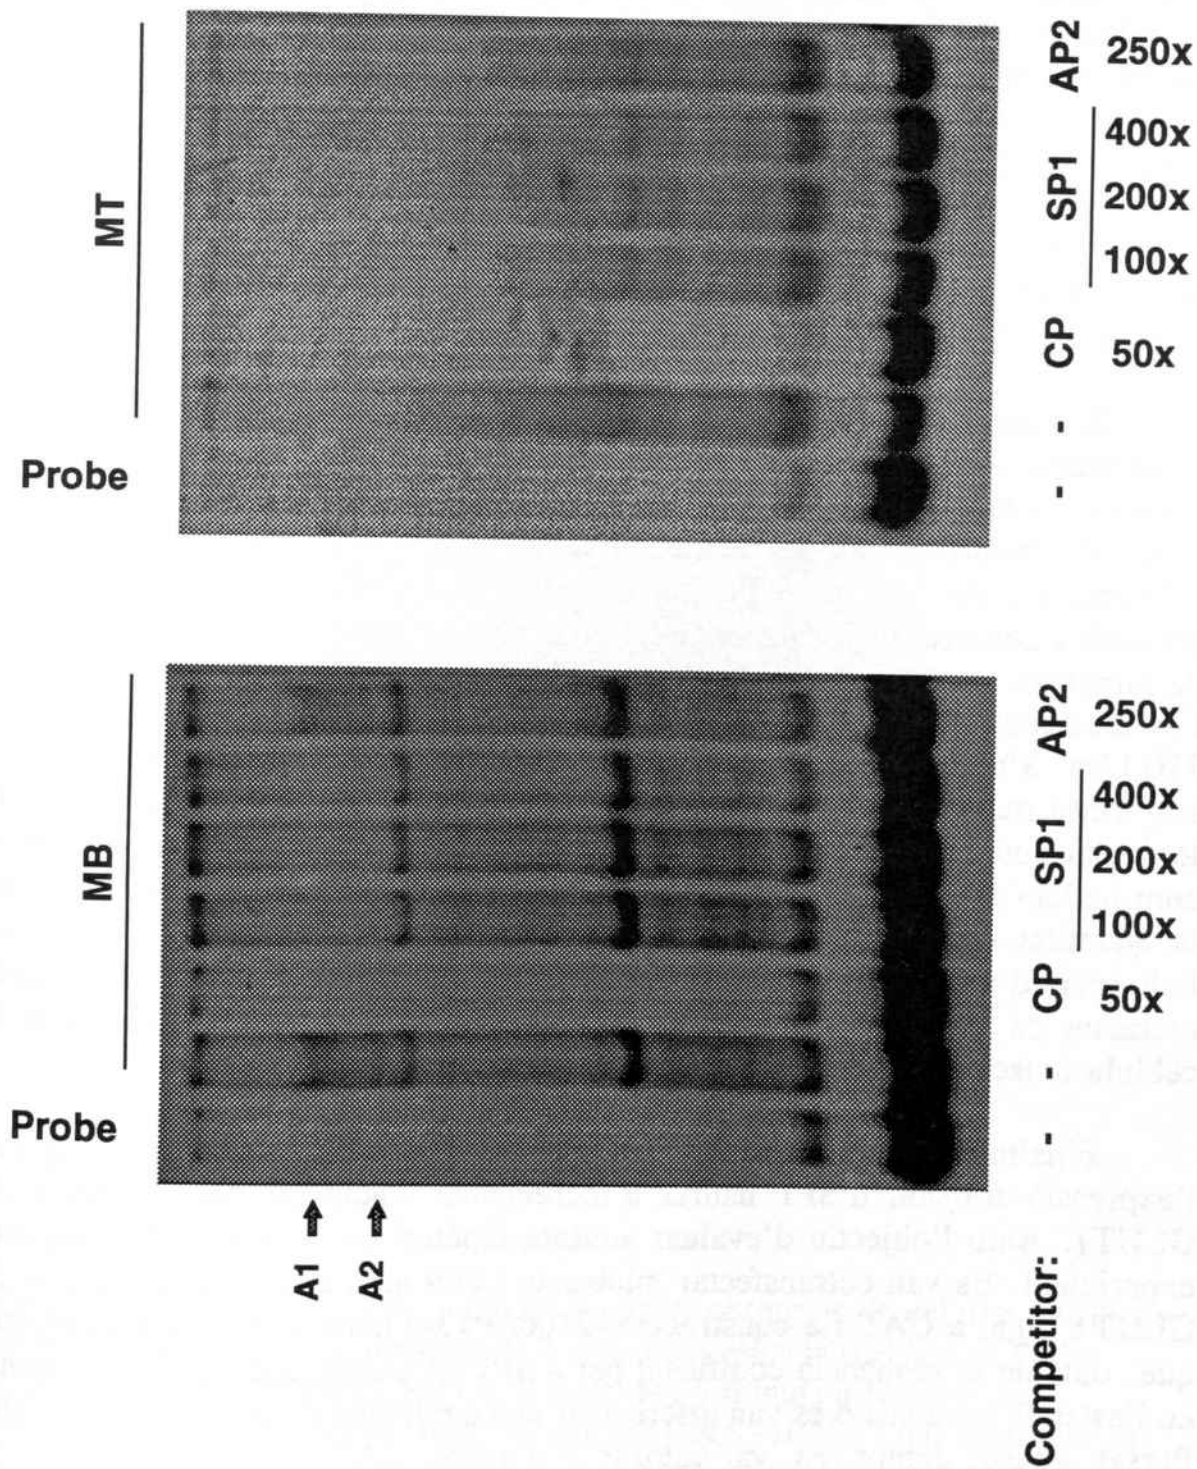 MT
Probe
AP2 250x
SP1
400x
200x
100x
CP 50x
-
-
MB
Probe
A1
A2
AP2 250x
SP1
400x
200x
100x
CP 50x
-
-
Competitor: